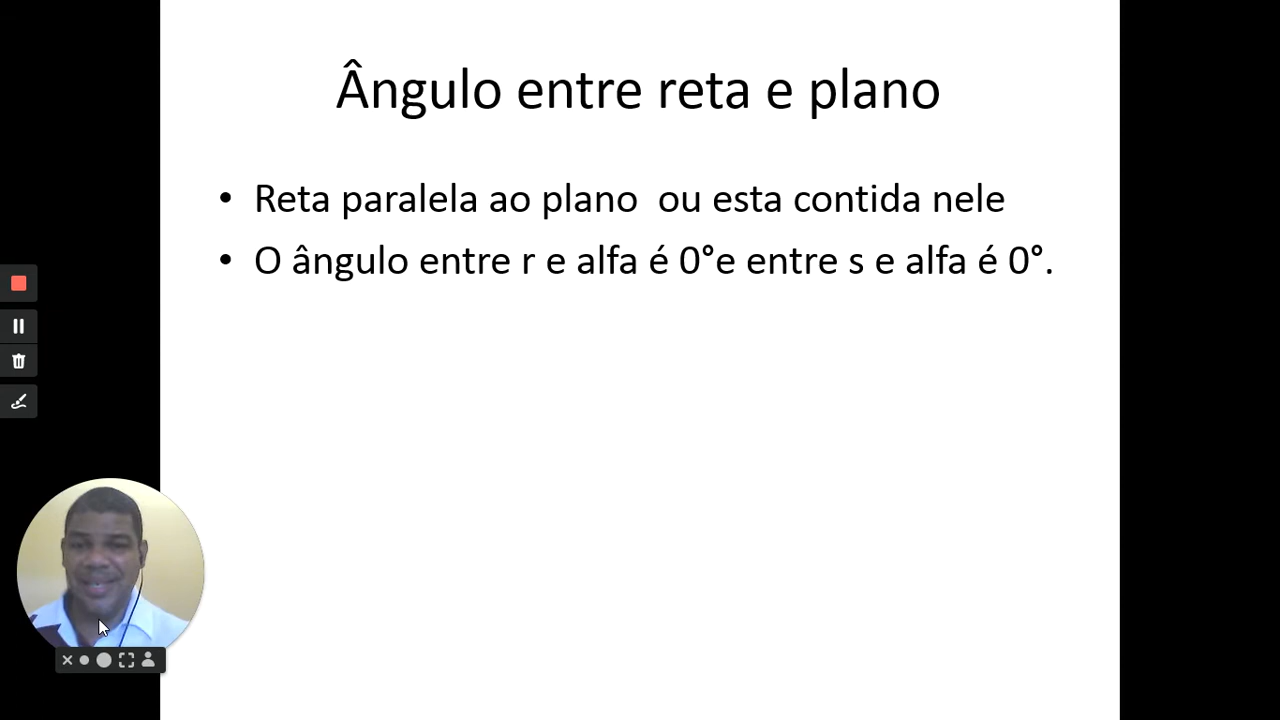 Ângulo entre reta e plano
• Reta paralela ao plano  ou esta contida nele
• O ângulo entre r e alfa é 0°e entre s e alfa é 0°.